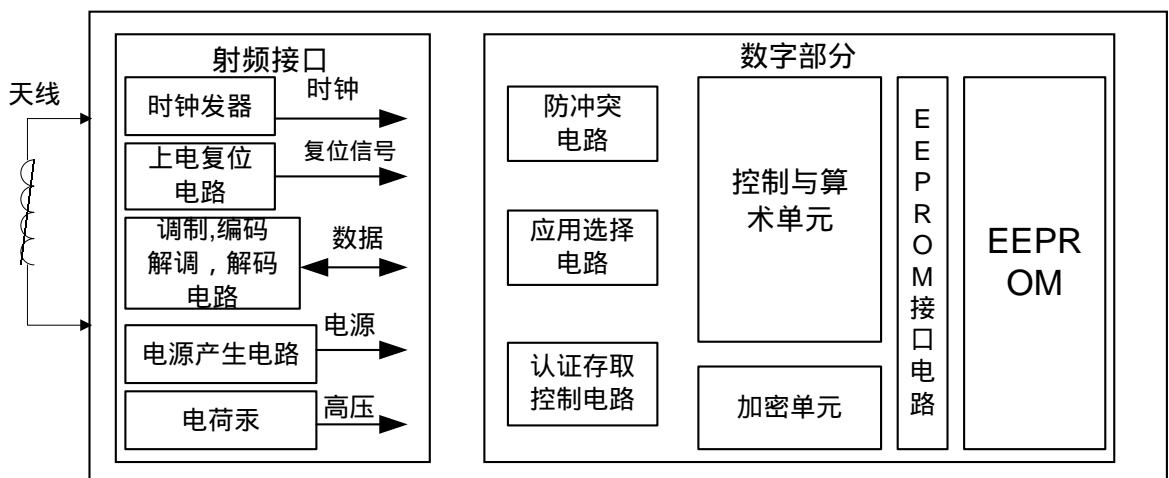 天线
射频接口
时钟发器
时钟
上电复位
电路
复位信号
调制,编码
解调，解码
电路
数据
电源产生电路
电源
电荷汞
高压
数字部分
防冲突
电路
应用选择
电路
认证存取
控制电路
控制与算
术单元
加密单元
E
E
P
R
O
M
接
口
电
路
EEPR
OM